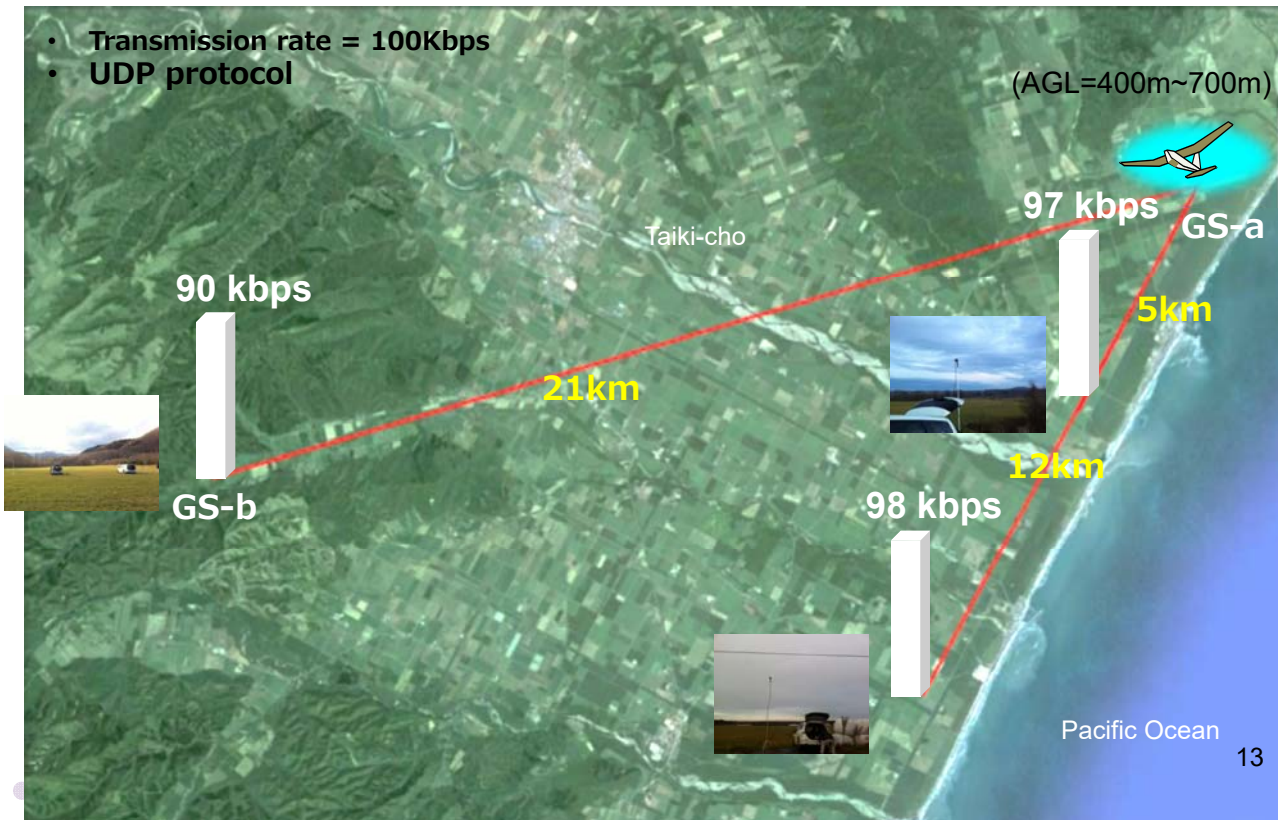 • Transmission rate = 100Kbps
• UDP protocol
(AGL=400m~700m)
97 kbps
GS-a
Taiki-cho
90 kbps
5km
21km
12km
GS-b
98 kbps
Pacific Ocean
13